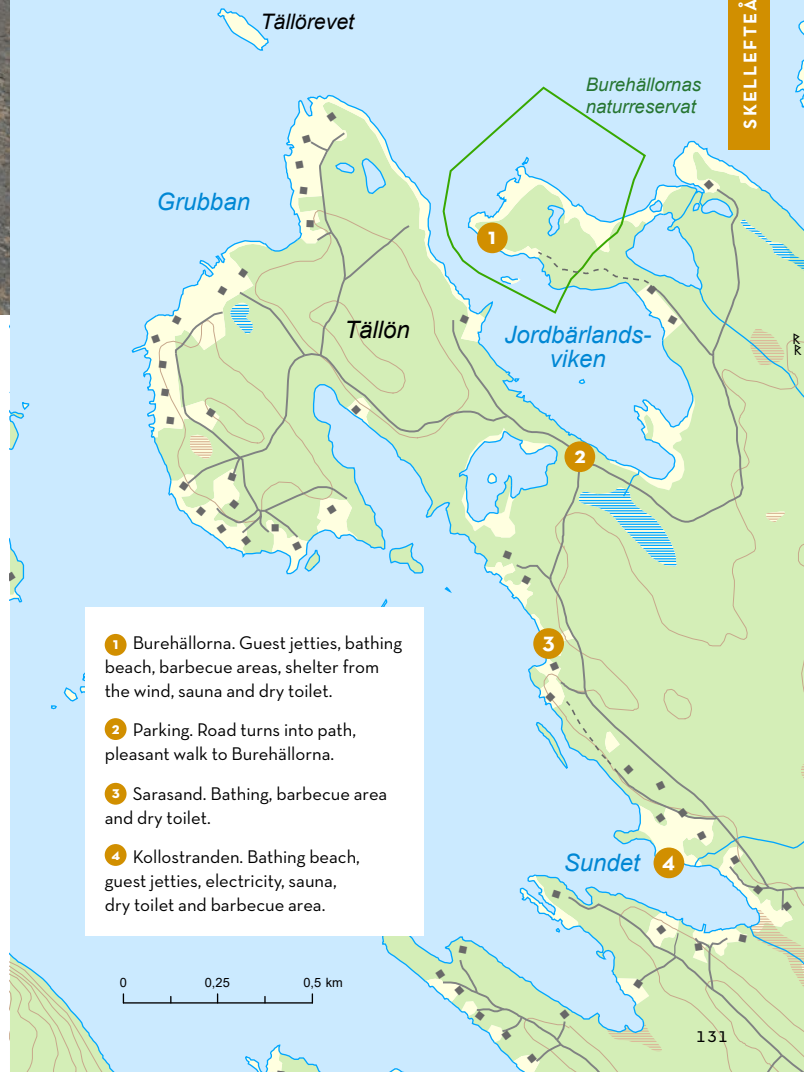 Tällörevet
SKELLEFTEÅ
Burehällornas
naturreservat
Grubban
1
Tällön
Jordbärlands-
viken
R
R
2
3
1 Burehällorna. Guest jetties, bathing
beach, barbecue areas, shelter from
the wind, sauna and dry toilet.
2 Parking. Road turns into path,
pleasant walk to Burehällorna.
3 Sarasand. Bathing, barbecue area
and dry toilet.
4 Kollostranden. Bathing beach,
guest jetties, electricity, sauna,
dry toilet and barbecue area.
Sundet
4
0 0,25 0,5 km
131